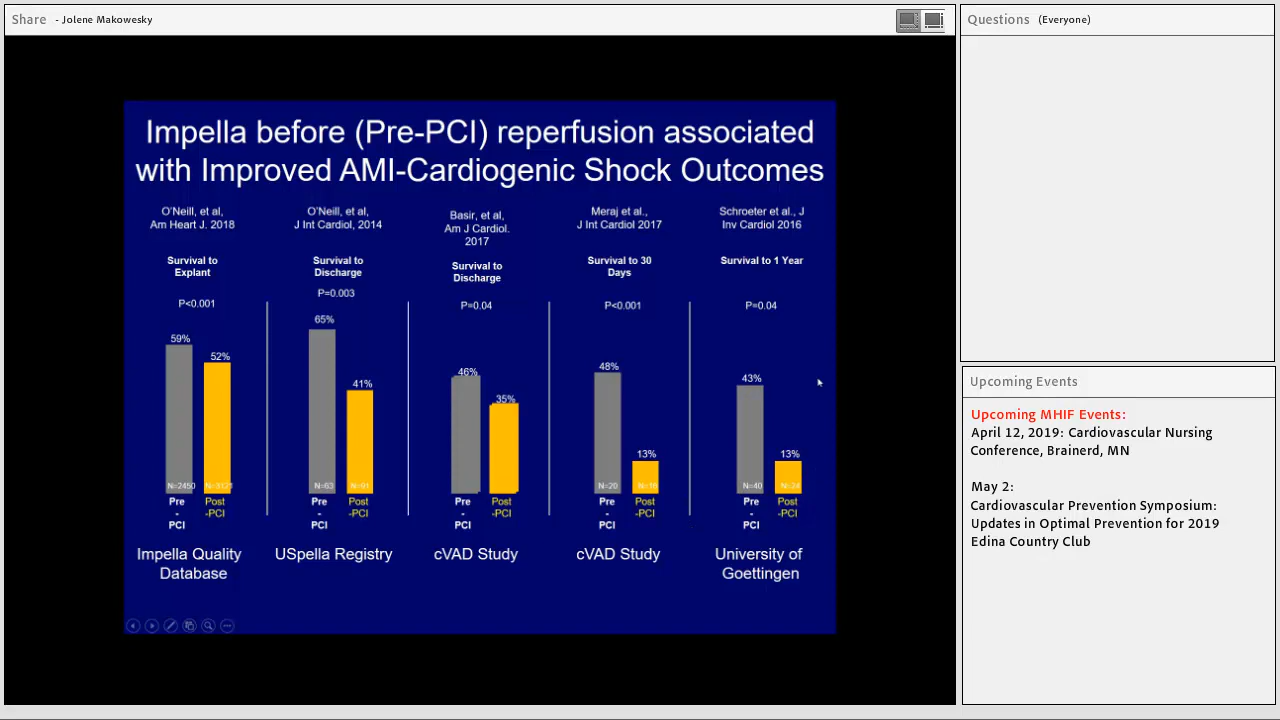 Share - Jolene Makowesky
Impella before (Pre-PCI) reperfusion associated
with Improved AMI-Cardiogenic Shock Outcomes
O'Neill, et al,
Am Heart J. 2018
Survival to
Explant
P<0.001
59%
52%
N=2450
Pre
-
PCI
Post
-PCI
Impella Quality
Database
O'Neill, et al,
J Int Cardiol, 2014
Survival to
Discharge
P=0.003
65%
41%
N=63
N=91
Pre
-
PCI
Post
-PCI
USpella Registry
Basir, et al,
Am J Cardiol.
2017
Survival to
Discharge
P=0.04
46%
35%
Pre
-
PCI
Post
-PCI
cVAD Study
Meraj et al.,
J Int Cardiol 2017
Survival to 30
Days
P<0.001
48%
13%
N=20
N=16
Pre
-
PCI
Post
-PCI
cVAD Study
Schroeter et al., J
Inv Cardiol 2016
Survival to 1 Year
P=0.04
43%
13%
N=40
N=24
Pre
-
PCI
Post
-PCI
University of
Goettingen
Questions (Everyone)
Upcoming Events
Upcoming MHIF Events:
April 12, 2019: Cardiovascular Nursing
Conference, Brainerd, MN
May 2:
Cardiovascular Prevention Symposium:
Updates in Optimal Prevention for 2019
Edina Country Club